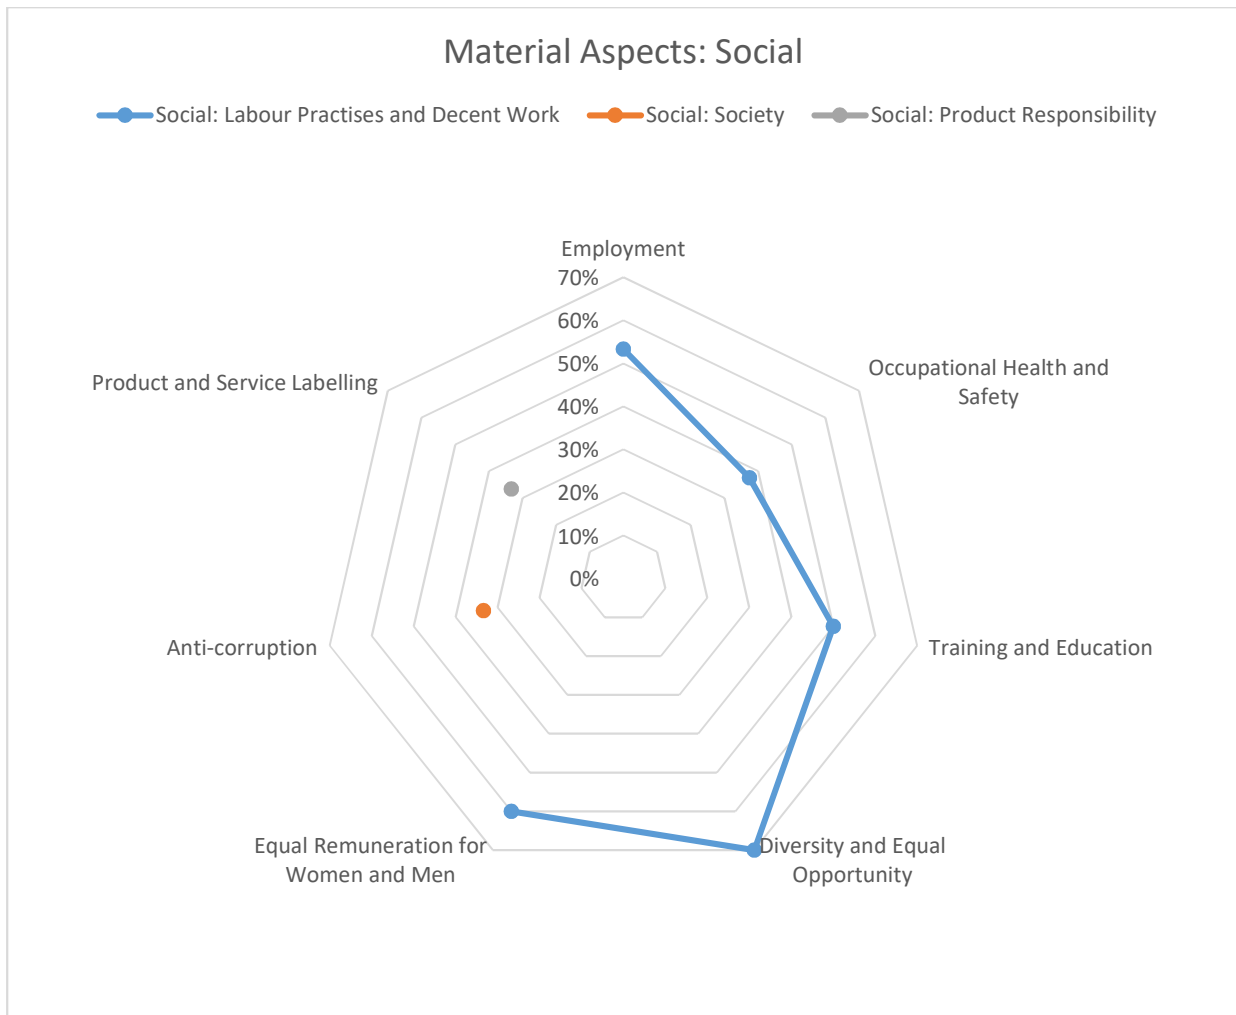 Material Aspects: Social
Social: Labour Practises and Decent Work
Social: Society
Social: Product Responsibility
Employment
70%
60%
50%
40%
30%
20%
10%
0%
Occupational Health and
Safety
Product and Service Labelling
Training and Education
Anti-corruption
Diversity and Equal
Opportunity
Equal Remuneration for
Women and Men